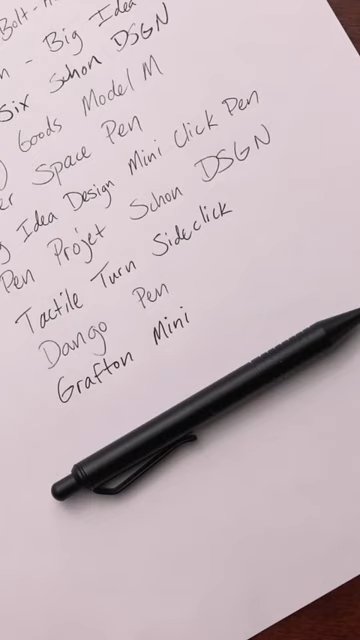 Bolt -
- Big Idea
Six Schon DSGN
Goods Model M
Space Pen
Idea Design Mini Click Pen
Pen Projet Schon DSGN
Tactile Turn Sideclick
Dango Pen
Grafton Mini